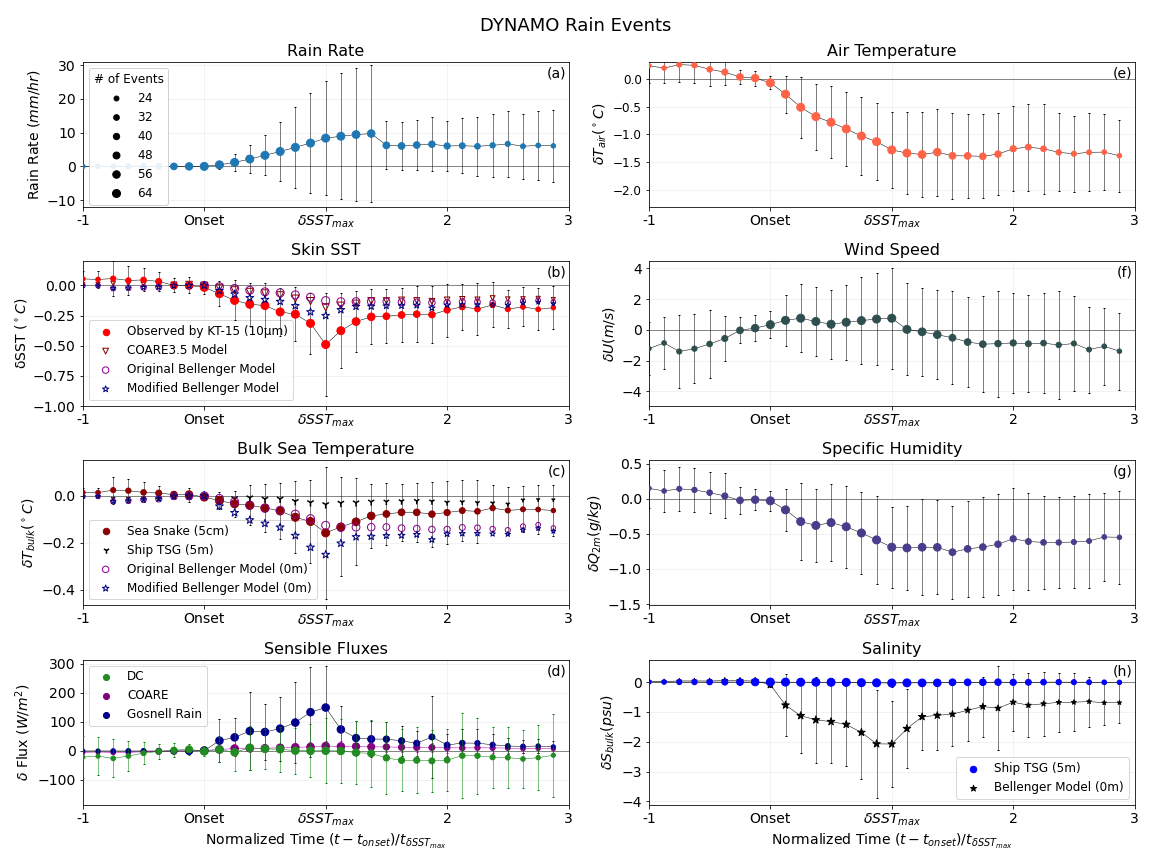 DYNAMO Rain Events
Rain Rate
(a)
Rain Rate (mm/hr)
30
20
10
0
−10
# of Events
24
32
40
48
56
64
-1
Onset
δSST_max
2
3
Air Temperature
(e)
δT_air(°C)
0.0
−0.5
−1.0
−1.5
−2.0
-1
Onset
δSST_max
2
3
Skin SST
(b)
δSST (°C)
0.00
−0.25
−0.50
−0.75
−1.00
Observed by KT-15 (10μm)
COARE3.5 Model
Original Bellenger Model
Modified Bellenger Model
-1
Onset
δSST_max
2
3
Wind Speed
(f)
δU(m/s)
4
2
0
−2
−4
-1
Onset
δSST_max
2
3
Bulk Sea Temperature
(c)
δT_bulk(°C)
0.0
−0.2
−0.4
Sea Snake (5cm)
Ship TSG (5m)
Original Bellenger Model (0m)
Modified Bellenger Model (0m)
-1
Onset
δSST_max
2
3
Specific Humidity
(g)
δQ_2m(g/kg)
0.5
0.0
−0.5
−1.0
−1.5
-1
Onset
δSST_max
2
3
Sensible Fluxes
(d)
δ Flux (W/m²)
300
200
100
0
−100
DC
COARE
Gosnell Rain
-1
Onset
δSST_max
2
3
Normalized Time (t − t_onset)/t_δSST_max
Salinity
(h)
δS_bulk(psu)
0
−1
−2
−3
−4
Ship TSG (5m)
Bellenger Model (0m)
-1
Onset
δSST_max
2
3
Normalized Time (t − t_onset)/t_δSST_max